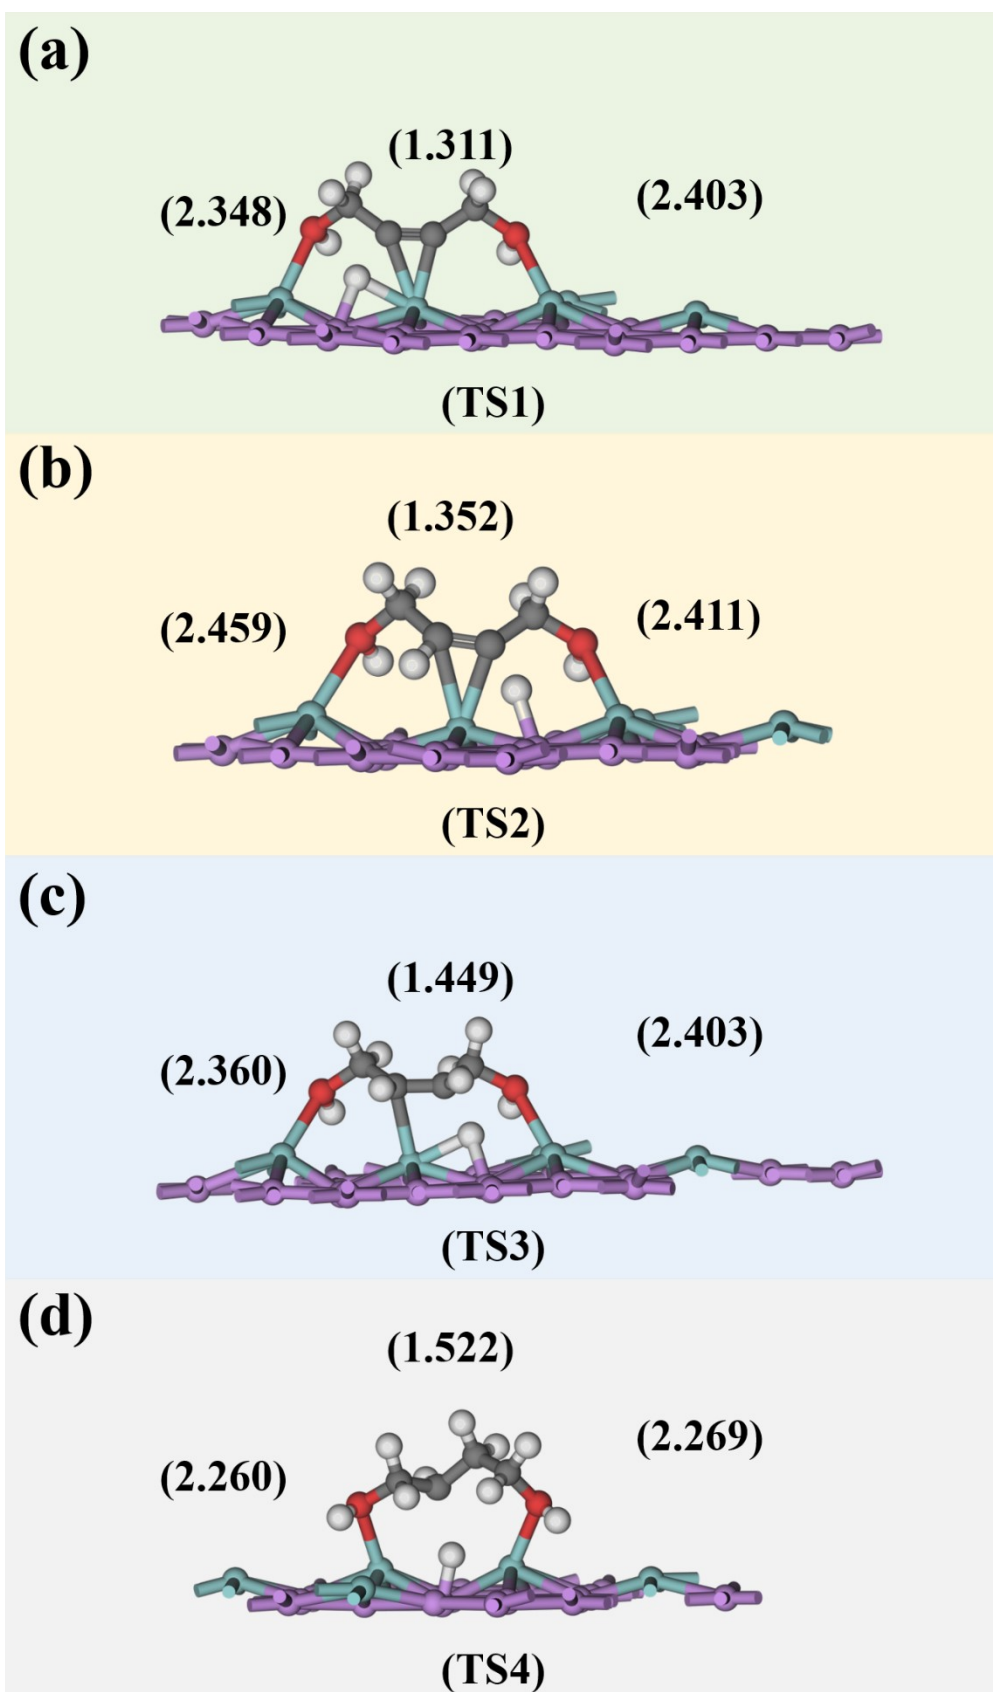 (a)
(1.311)
(2.348)
(2.403)
(TS1)
(b)
(1.352)
(2.459)
(2.411)
(TS2)
(c)
(1.449)
(2.360)
(2.403)
(TS3)
(d)
(1.522)
(2.260)
(2.269)
(TS4)